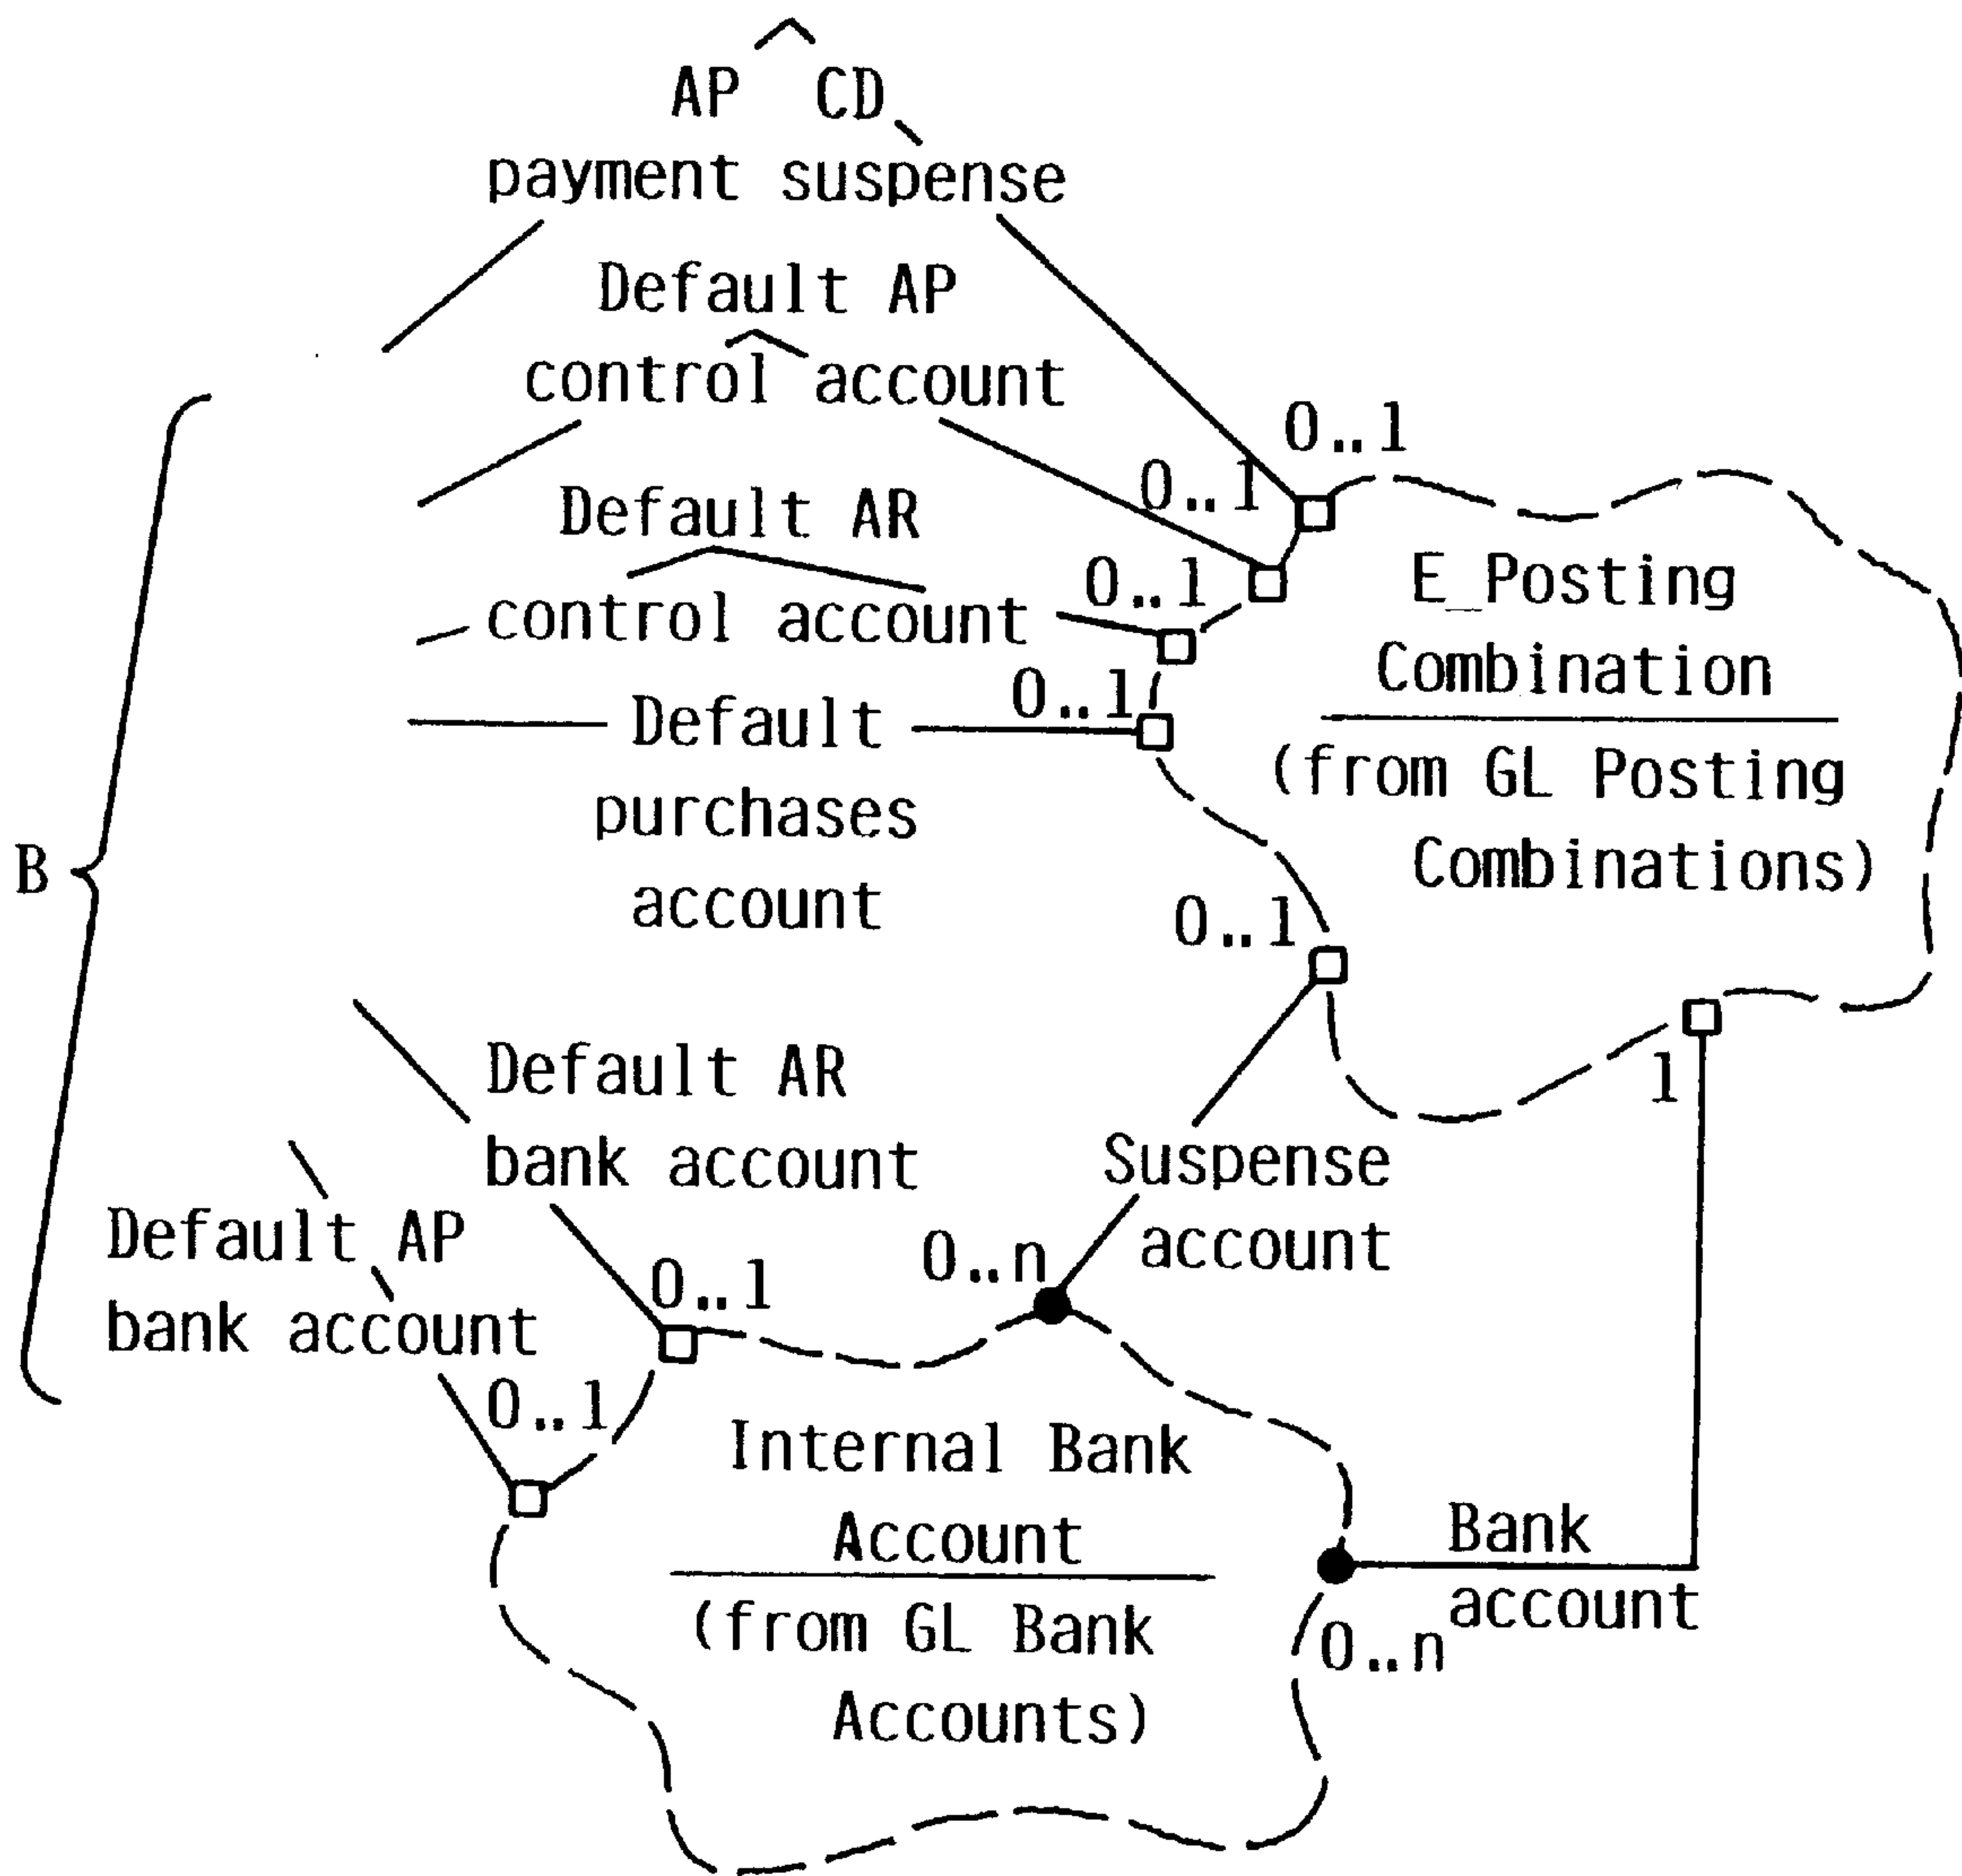 AP CD
payment suspense
Default AP
control account
0..1
0..1
Default AR
control account
0..1
E_Posting
Combination
(from GL Posting
Combinations)
0..1
Default
purchases
account
B
0..1
1
Default AR
bank account
Suspense
account
Default AP
bank account
0..1
0..n
0..1
Internal Bank
Account
(from GL Bank
Accounts)
Bank
account
0..n